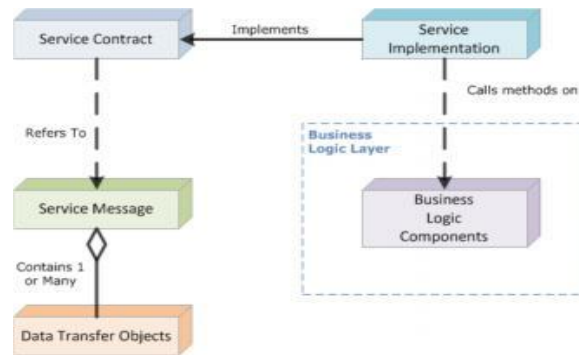 Service Contract
Implements
Service
Implementation
Calls methods on
Refers To
Business
Logic Layer
Service Message
Business
Logic
Components
Contains 1
or Many
Data Transfer Objects